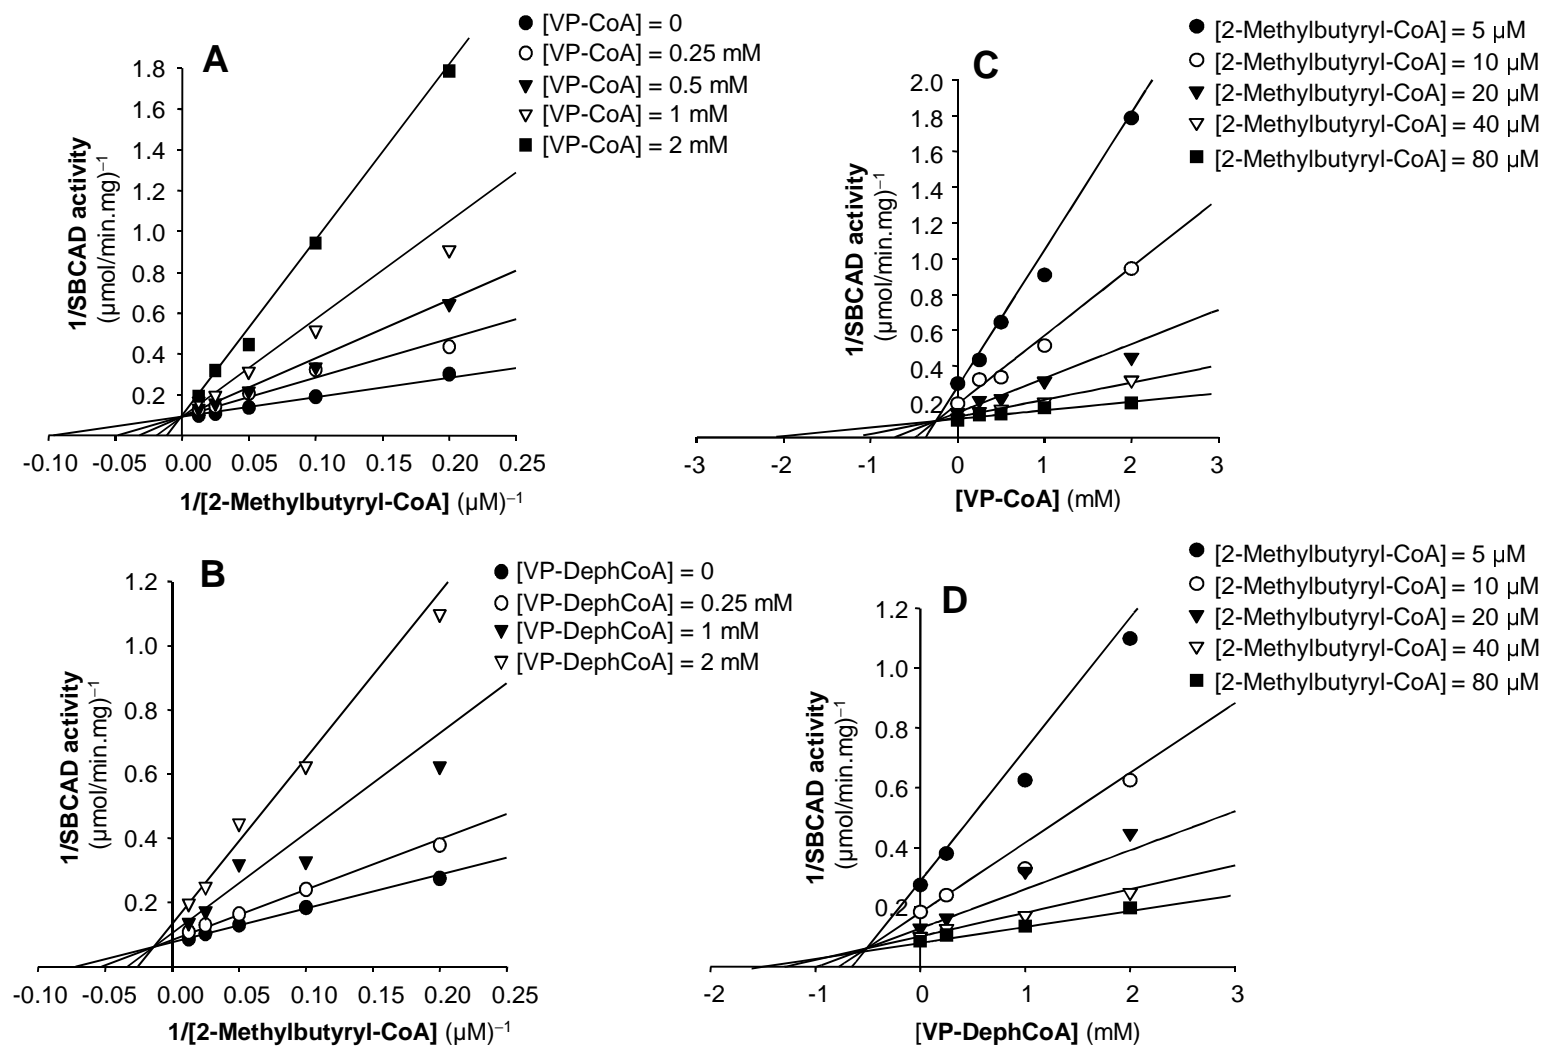 A
[VP-CoA] = 0
[VP-CoA] = 0.25 mM
[VP-CoA] = 0.5 mM
[VP-CoA] = 1 mM
[VP-CoA] = 2 mM
1/SBCAD activity
(µmol/min.mg)⁻¹
1.8
1.6
1.4
1.2
1.0
0.8
0.6
0.4
0.2
-0.10 -0.05 0.00 0.05 0.10 0.15 0.20 0.25
1/[2-Methylbutyryl-CoA] (µM)⁻¹
C
[2-Methylbutyryl-CoA] = 5 µM
[2-Methylbutyryl-CoA] = 10 µM
[2-Methylbutyryl-CoA] = 20 µM
[2-Methylbutyryl-CoA] = 40 µM
[2-Methylbutyryl-CoA] = 80 µM
1/SBCAD activity
(µmol/min.mg)⁻¹
2.0
1.8
1.6
1.4
1.2
1.0
0.8
0.6
0.4
0.2
-3 -2 -1 0 1 2 3
[VP-CoA] (mM)
B
[VP-DephCoA] = 0
[VP-DephCoA] = 0.25 mM
[VP-DephCoA] = 1 mM
[VP-DephCoA] = 2 mM
1/SBCAD activity
(µmol/min.mg)⁻¹
1.2
1.0
0.8
0.6
0.4
0.2
-0.10 -0.05 0.00 0.05 0.10 0.15 0.20 0.25
1/[2-Methylbutyryl-CoA] (µM)⁻¹
D
[2-Methylbutyryl-CoA] = 5 µM
[2-Methylbutyryl-CoA] = 10 µM
[2-Methylbutyryl-CoA] = 20 µM
[2-Methylbutyryl-CoA] = 40 µM
[2-Methylbutyryl-CoA] = 80 µM
1/SBCAD activity
(µmol/min.mg)⁻¹
1.2
1.0
0.8
0.6
0.4
0.2
-2 -1 0 1 2 3
[VP-DephCoA] (mM)